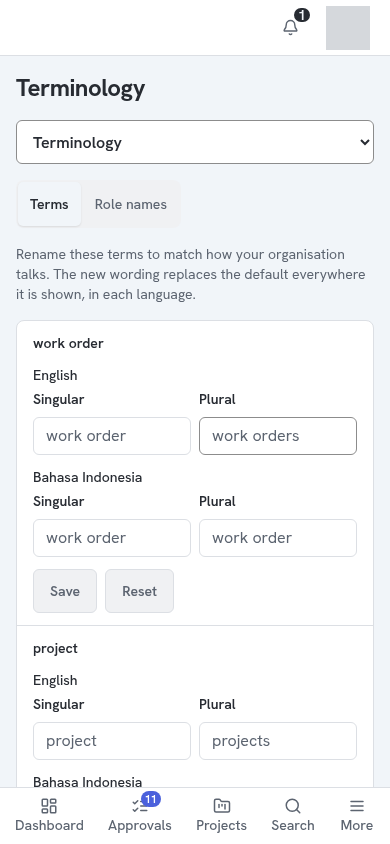 1
Terminology
Terminology
Terms
Role names
Rename these terms to match how your organisation
talks. The new wording replaces the default everywhere
it is shown, in each language.
work order
English
Singular
Plural
work order
work orders
Bahasa Indonesia
Singular
Plural
work order
work order
Save
Reset
project
English
Singular
Plural
project
projects
Bahasa Indonesia
11
Dashboard
Approvals
Projects
Search
More